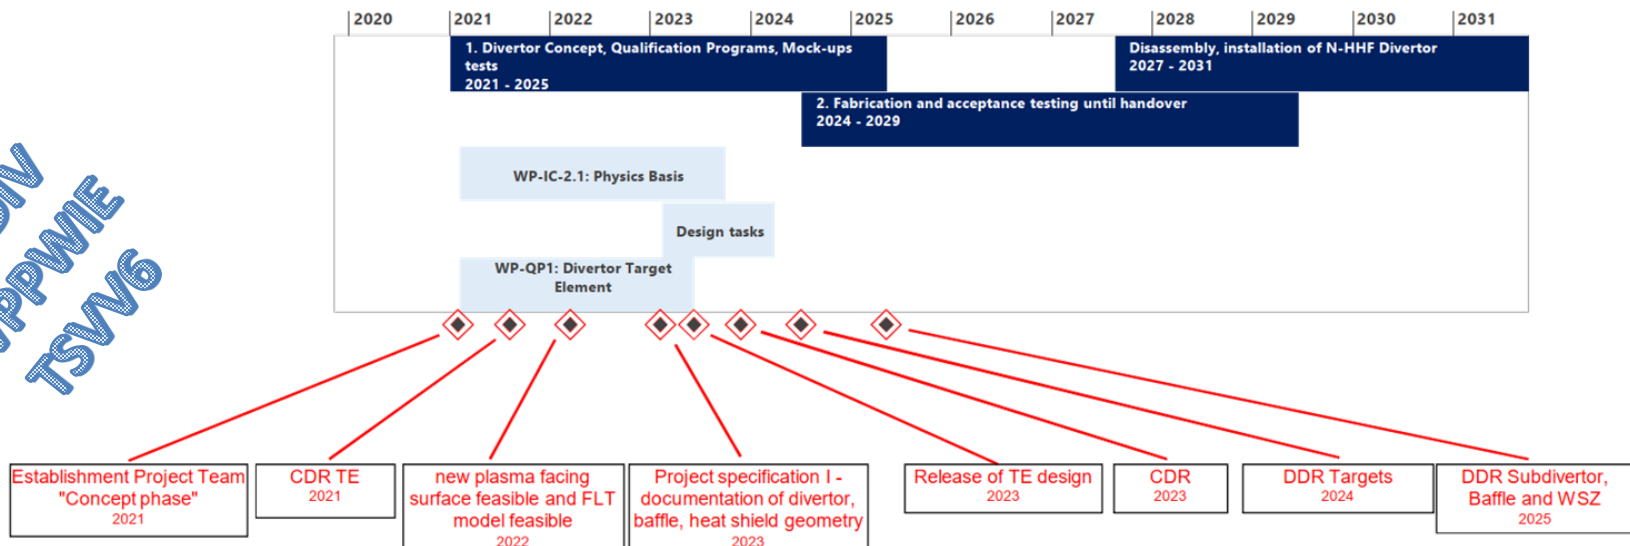 2020 2021 2022 2023 2024 2025 2026 2027 2028 2029 2030 2031
1. Divertor Concept, Qualification Programs, Mock-ups
tests
2021 - 2025
Disassembly, installation of N-HHF Divertor
2027 - 2031
2. Fabrication and acceptance testing until handover
2024 - 2029
WP-IC-2.1: Physics Basis
Design tasks
WP-QP1: Divertor Target
Element
TSVV6
Establishment Project Team
"Concept phase"
2021
CDR TE
2021
new plasma facing
surface feasible and FLT
model feasible
2022
Project specification I -
documentation of divertor,
baffle, heat shield geometry
2023
Release of TE design
2023
CDR
2023
DDR Targets
2024
DDR Subdivertor,
Baffle and WSZ
2025